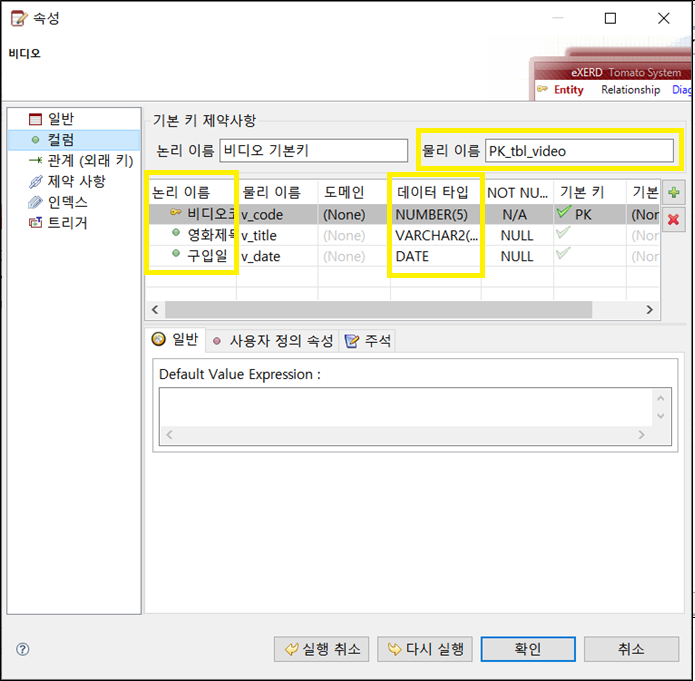 속성
비디오
eXERD Tomato System
Entity Relationship Diag
일반
컬럼
관계 (외래 키)
제약 사항
인덱스
트리거
기본 키 제약사항
논리 이름 비디오 기본키 물리 이름 PK_tbl_video
논리 이름 물리 이름 도메인 데이터 타입 NOT NU... 기본 키 기본
비디오코 v_code (None) NUMBER(5) N/A PK (Nor
영화제목 v_title (None) VARCHAR2(... NULL (Nor
구입일 v_date (None) DATE NULL (Nor
일반 사용자 정의 속성 주석
Default Value Expression :
실행 취소 다시 실행 확인 취소